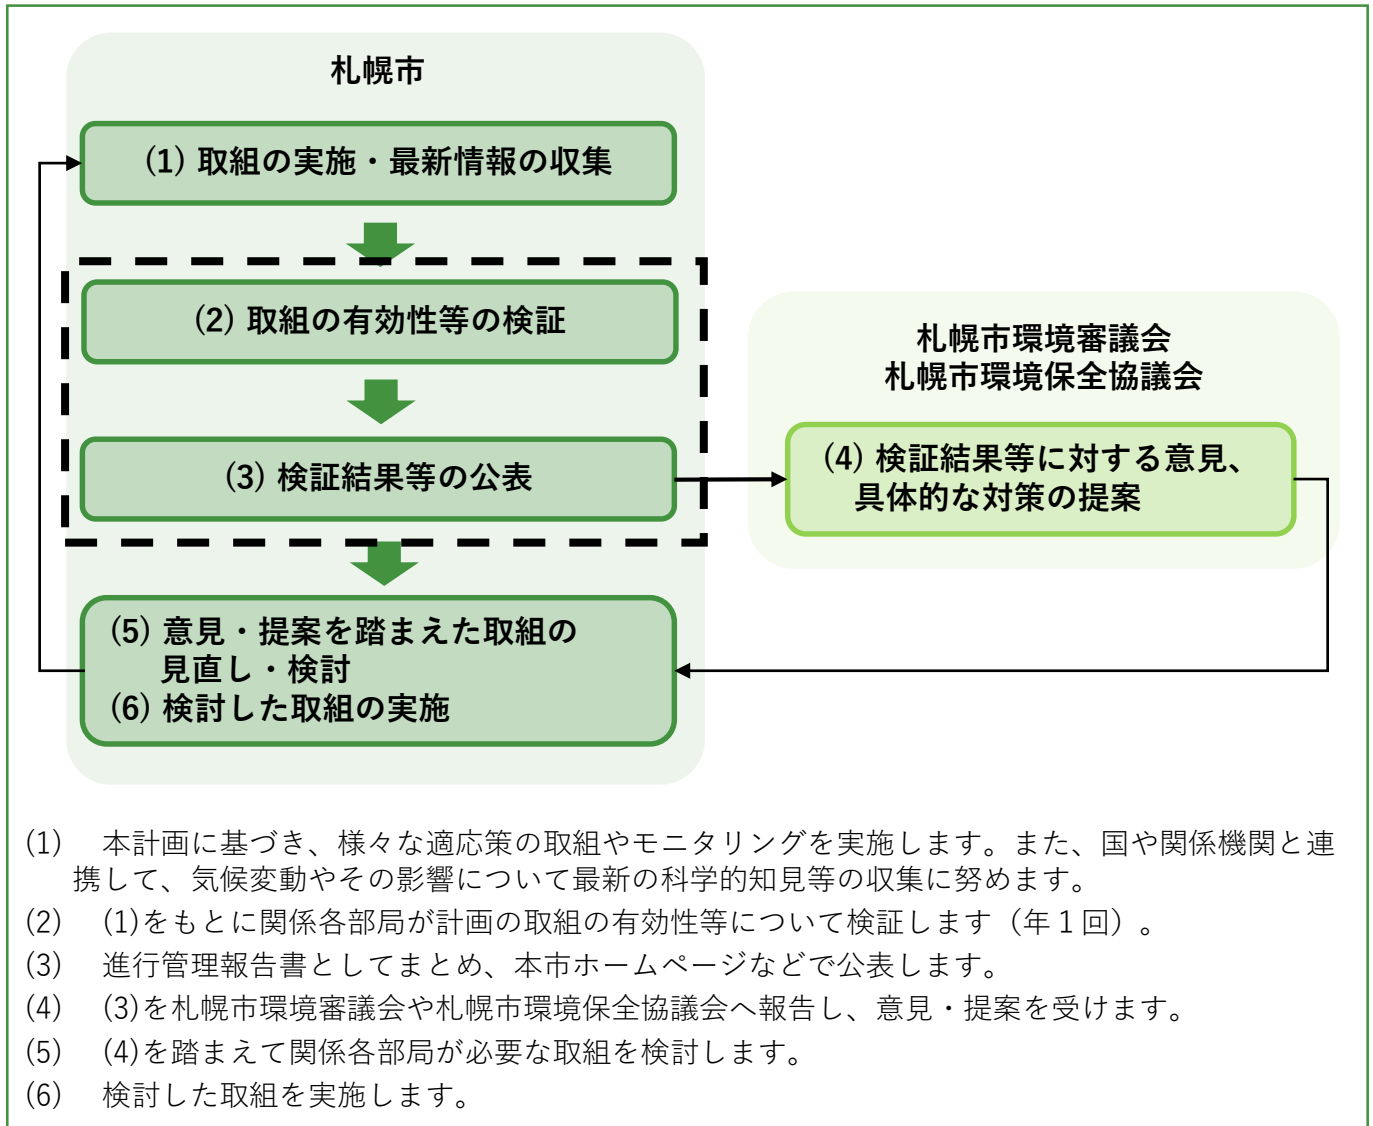 札幌市
(1) 取組の実施・最新情報の収集
(2) 取組の有効性等の検証
(3) 検証結果等の公表
札幌市環境審議会
札幌市環境保全協議会
(4) 検証結果等に対する意見、
具体的な対策の提案
(5) 意見・提案を踏まえた取組の
見直し・検討
(6) 検討した取組の実施
(1) 本計画に基づき、様々な適応策の取組やモニタリングを実施します。また、国や関係機関と連
携して、気候変動やその影響について最新の科学的知見等の収集に努めます。
(2) (1)をもとに関係各部局が計画の取組の有効性等について検証します（年１回）。
(3) 進行管理報告書としてまとめ、本市ホームページなどで公表します。
(4) (3)を札幌市環境審議会や札幌市環境保全協議会へ報告し、意見・提案を受けます。
(5) (4)を踏まえて関係各部局が必要な取組を検討します。
(6) 検討した取組を実施します。